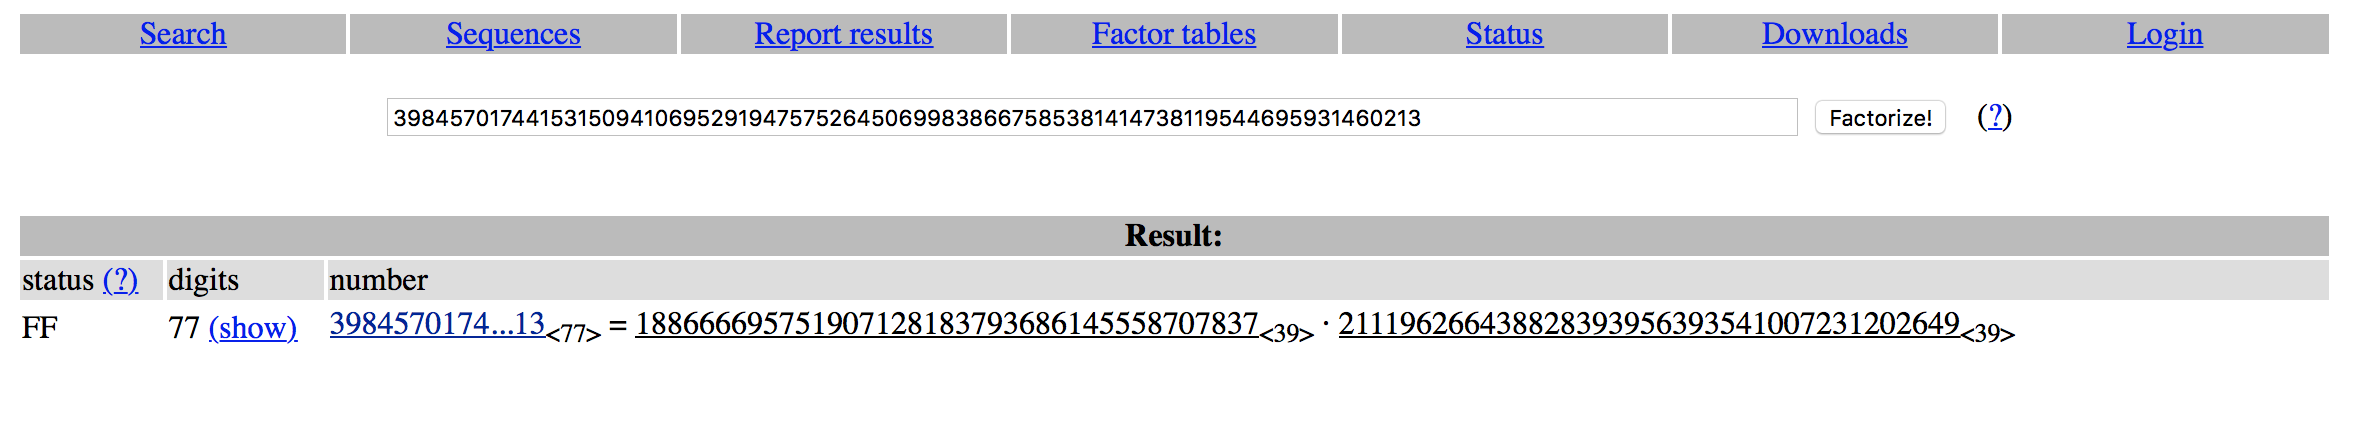 Search Sequences Report results Factor tables Status Downloads Login
39845701744153150941069529194757526450699838667585381414738119544695931460213 Factorize! (?)
Result:
status (?) digits number
FF 77 (show) 3984570174...13<77> = 188666695751907128183793686145558707837<39> · 211196266438828393956393541007231202649<39>